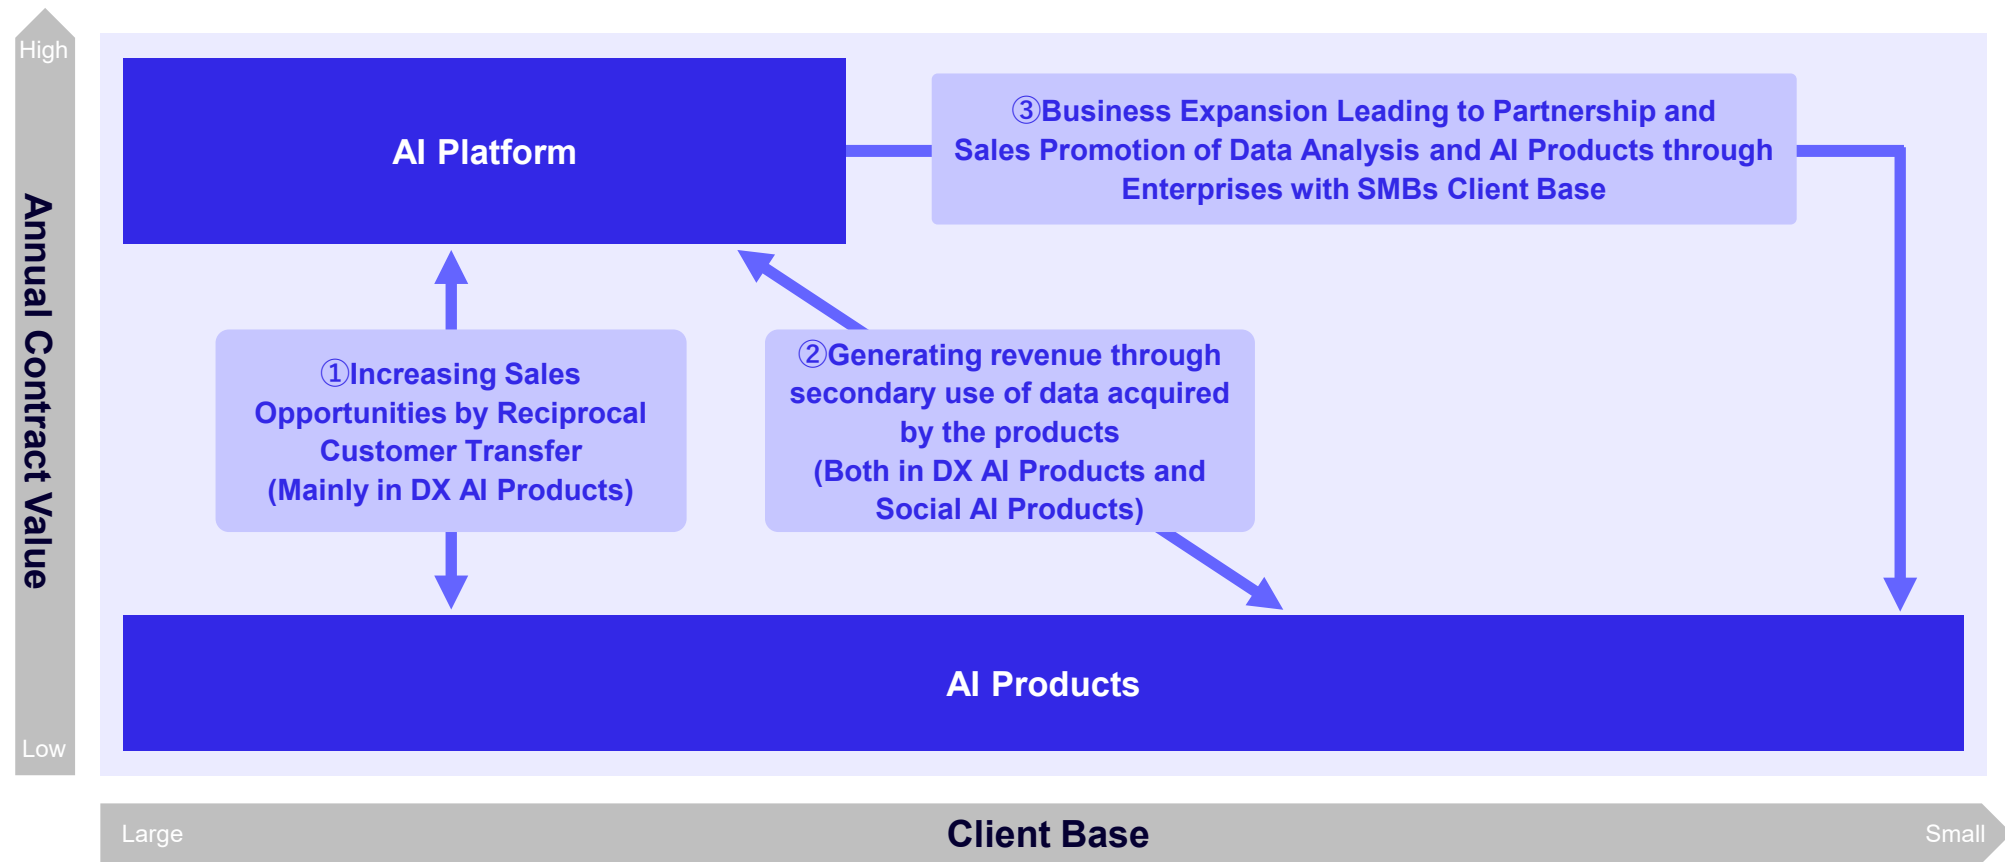 High
Annual Contract Value
Low
AI Platform
③Business Expansion Leading to Partnership and
Sales Promotion of Data Analysis and AI Products through
Enterprises with SMBs Client Base
①Increasing Sales
Opportunities by Reciprocal
Customer Transfer
(Mainly in DX AI Products)
②Generating revenue through
secondary use of data acquired
by the products
(Both in DX AI Products and
Social AI Products)
AI Products
Large
Client Base
Small